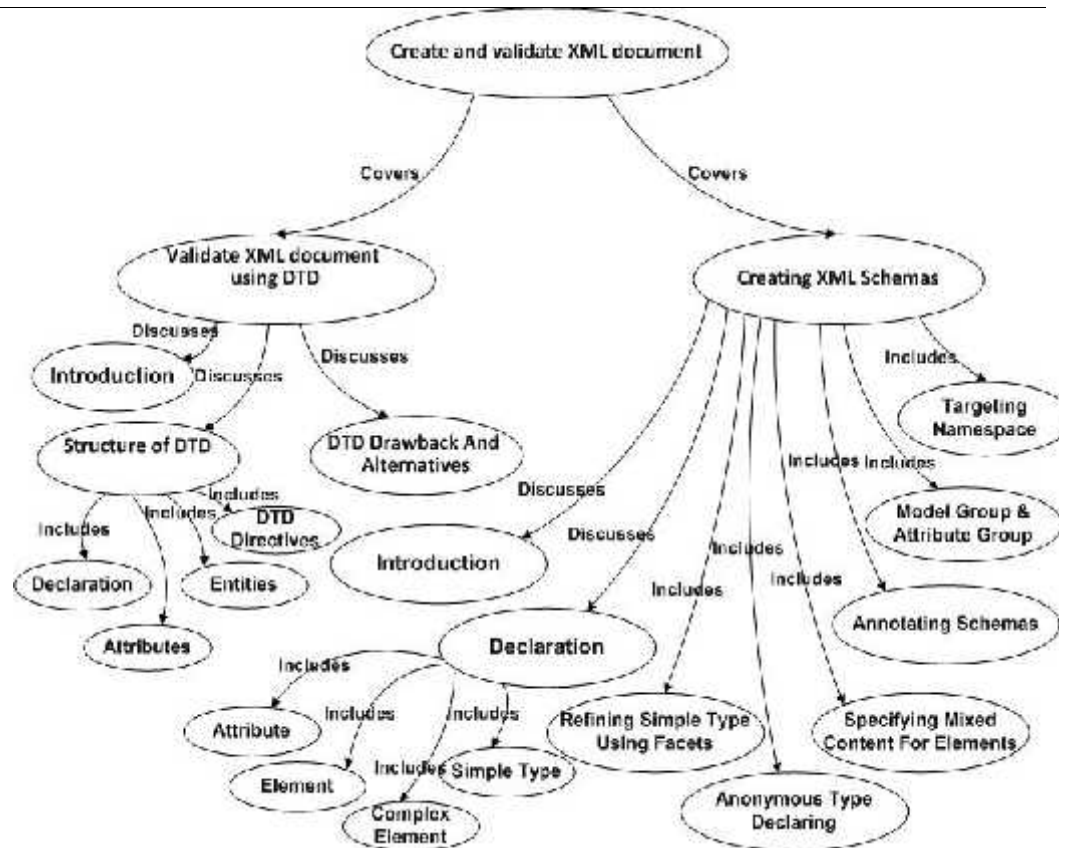 Create and validate XML document
Covers
Covers
Validate XML document
using DTD
Creating XML Schemas
Discusses
Introduction
Discusses
Discusses
Includes
Targeting
Namespace
Structure of DTD
DTD Drawback And
Alternatives
Includes
Includes
Includes
Includes
Includes
DTD
Directives
Discusses
Discusses
Model Group &
Attribute Group
Declaration
Entities
Introduction
Includes
Includes
Includes
Annotating Schemas
Attributes
Declaration
Includes
Attribute
Includes
Includes
Refining Simple Type
Using Facets
Specifying Mixed
Content For Elements
Element
Includes
Simple Type
Complex
Element
Anonymous Type
Declaring